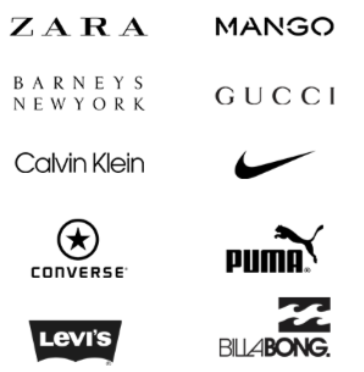 ZARA
MANGO
BARNEYS
NEWYORK
GUCCI
Calvin Klein
CONVERSE®
PUMA®
LEVI'S®
BILLABONG.